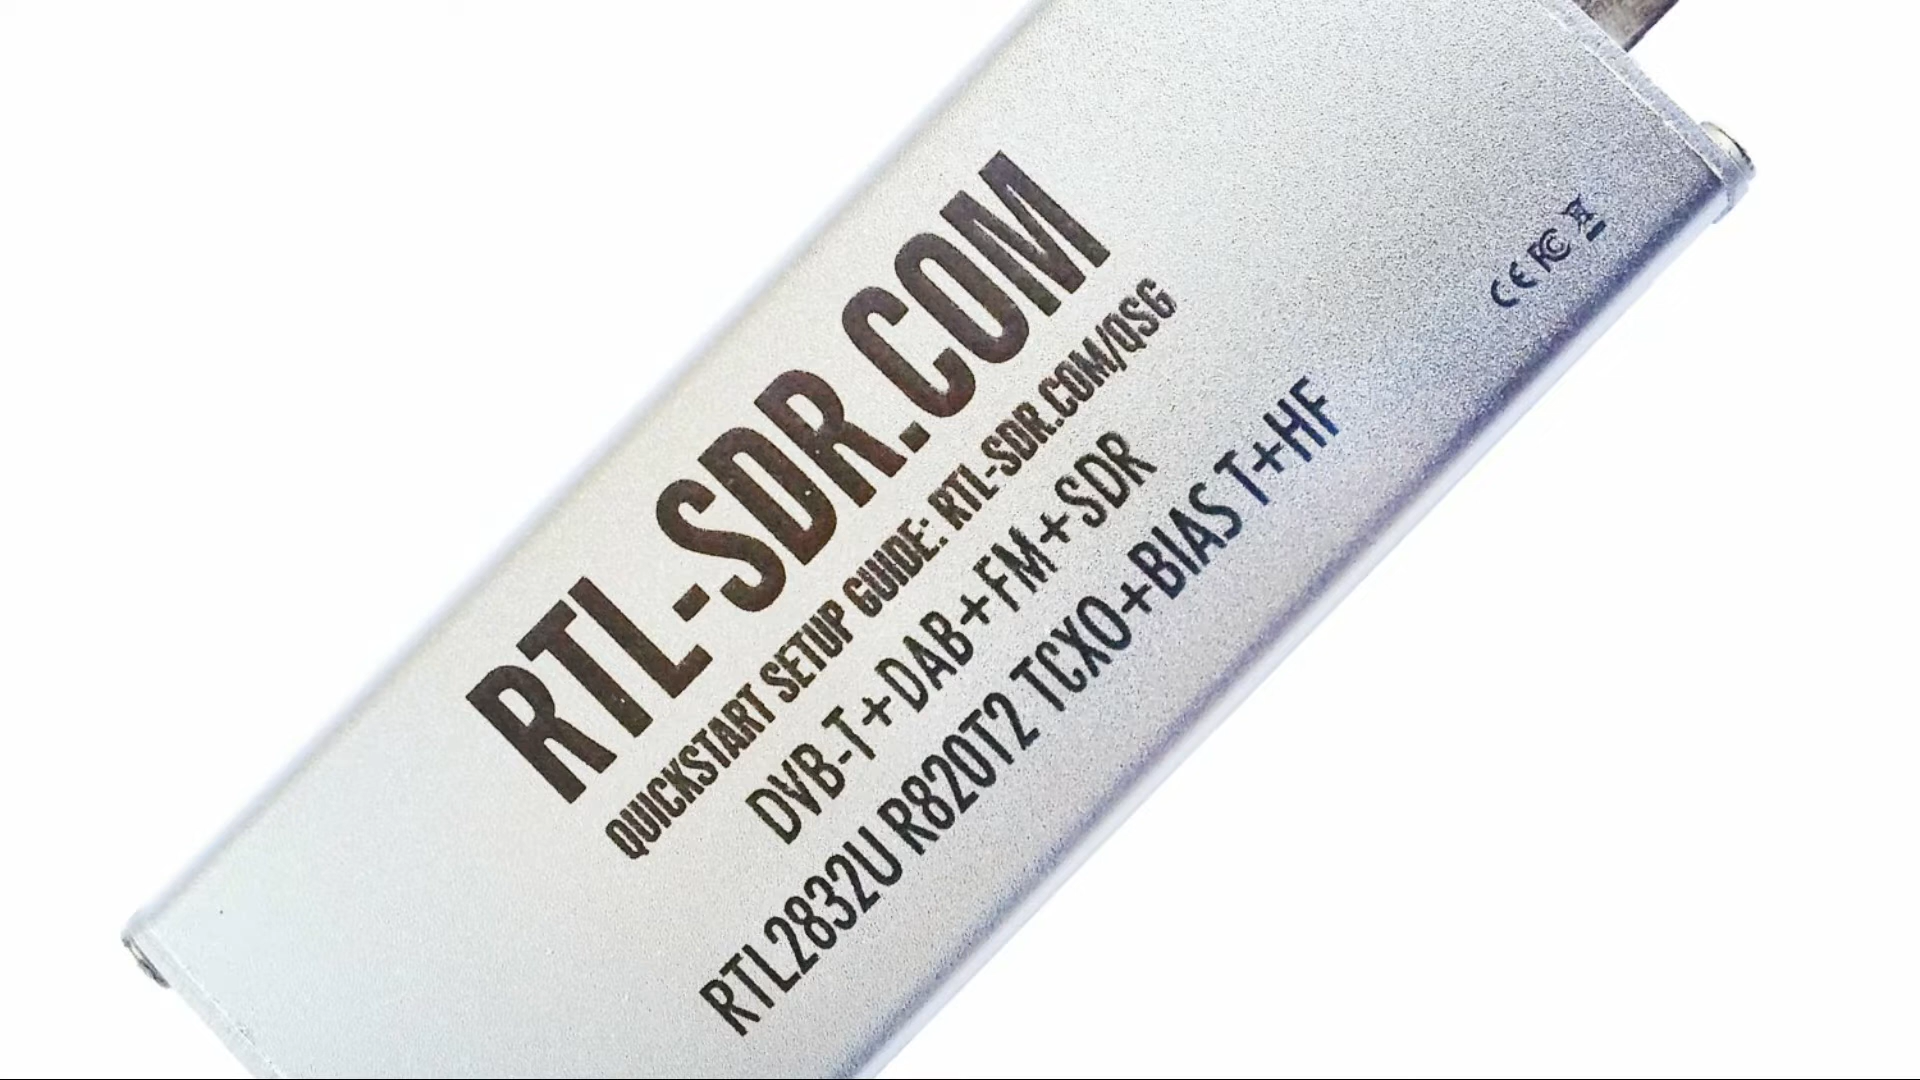 RTL-SDR.COM
QUICKSTART SETUP GUIDE: RTL-SDR.COM/QSG
DVB-T+DAB+FM+SDR
RTL2832U R820T2 TCXO+BIAS T+HF
CE FCC